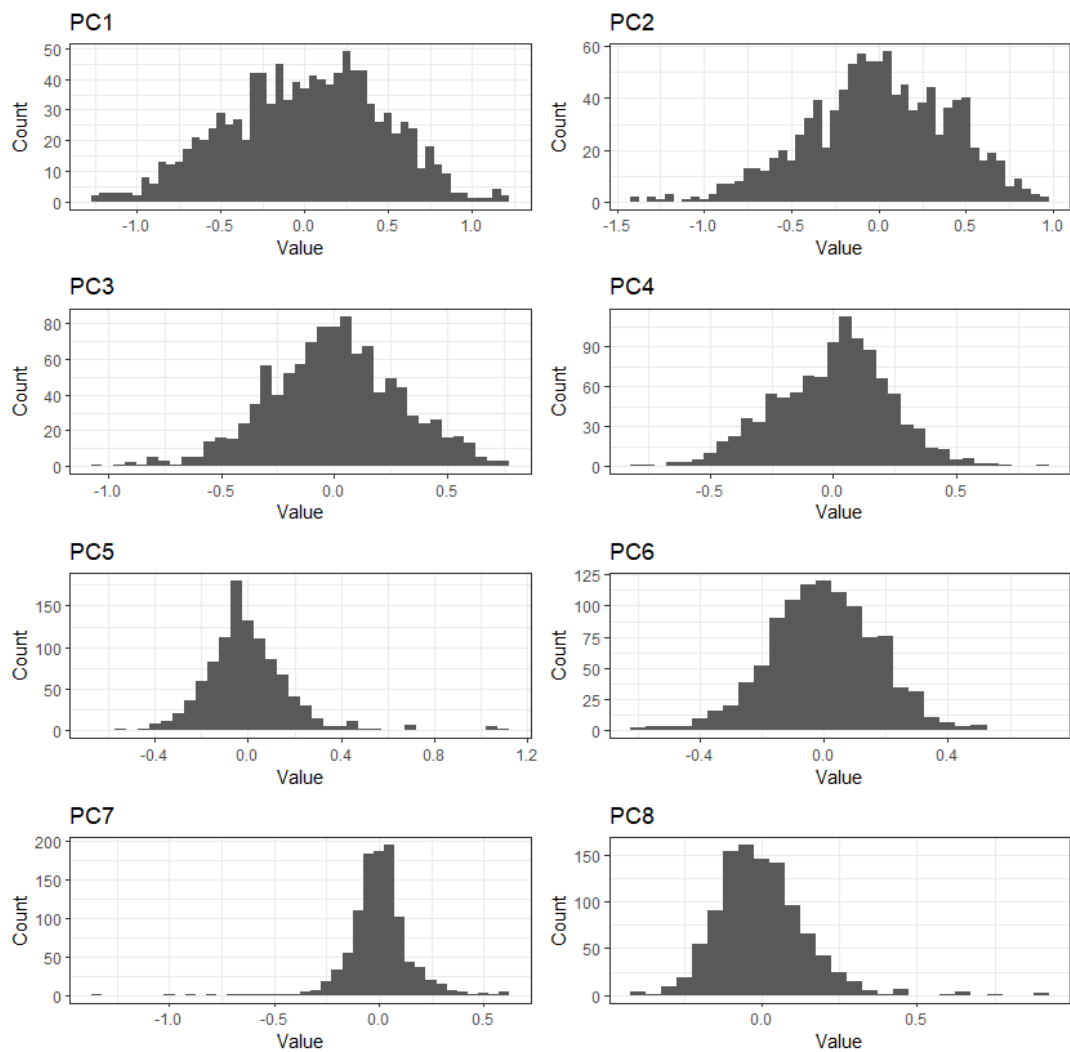 PC1 PC2
50
40
30
20
10
0
Count
-1.0 -0.5 0.0 0.5 1.0
Value
60
40
20
0
Count
-1.5 -1.0 -0.5 0.0 0.5 1.0
Value
PC3 PC4
80
60
40
20
0
Count
-1.0 -0.5 0.0 0.5
Value
90
60
30
0
Count
-0.5 0.0 0.5
Value
PC5 PC6
150
100
50
0
Count
-0.4 0.0 0.4 0.8 1.2
Value
125
100
75
50
25
0
Count
-0.4 0.0 0.4
Value
PC7 PC8
200
150
100
50
0
Count
-1.0 -0.5 0.0 0.5
Value
150
100
50
0
Count
0.0 0.5
Value